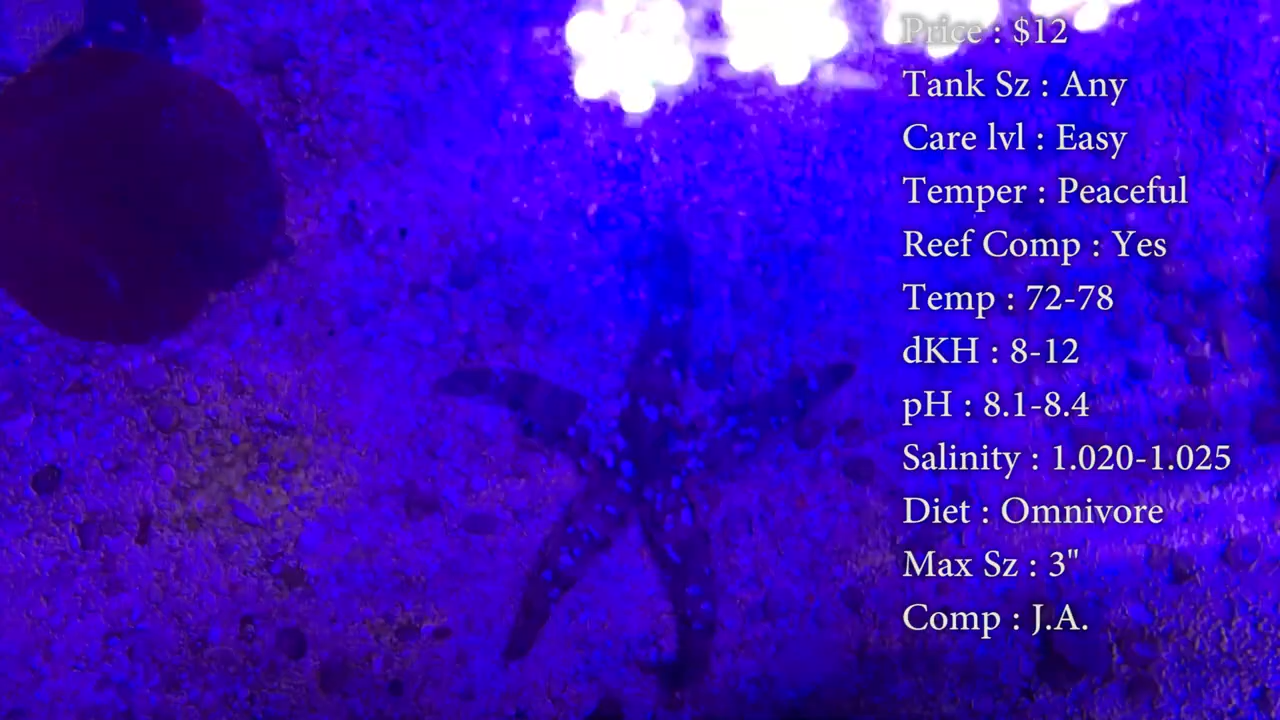 Price : $12
Tank Sz : Any
Care lvl : Easy
Temper : Peaceful
Reef Comp : Yes
Temp : 72-78
dKH : 8-12
pH : 8.1-8.4
Salinity : 1.020-1.025
Diet : Omnivore
Max Sz : 3"
Comp : J.A.